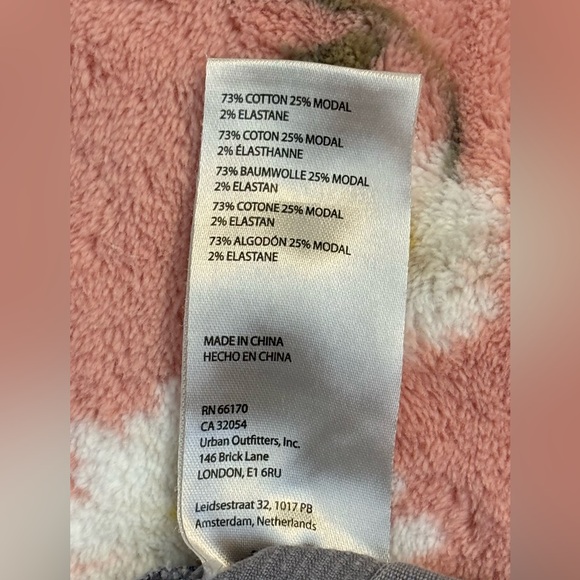 73% COTTON 25% MODAL
2% ELASTANE
73% COTON 25% MODAL
2% ÉLASTHANNE
73% BAUMWOLLE 25% MODAL
2% ELASTAN
73% COTONE 25% MODAL
2% ELASTAN
73% ALGODÓN 25% MODAL
2% ELASTANE
MADE IN CHINA
HECHO EN CHINA
RN 66170
CA 32054
Urban Outfitters, Inc.
146 Brick Lane
LONDON, E1 6RU
Leidsestraat 32, 1017 PB
Amsterdam, Netherlands